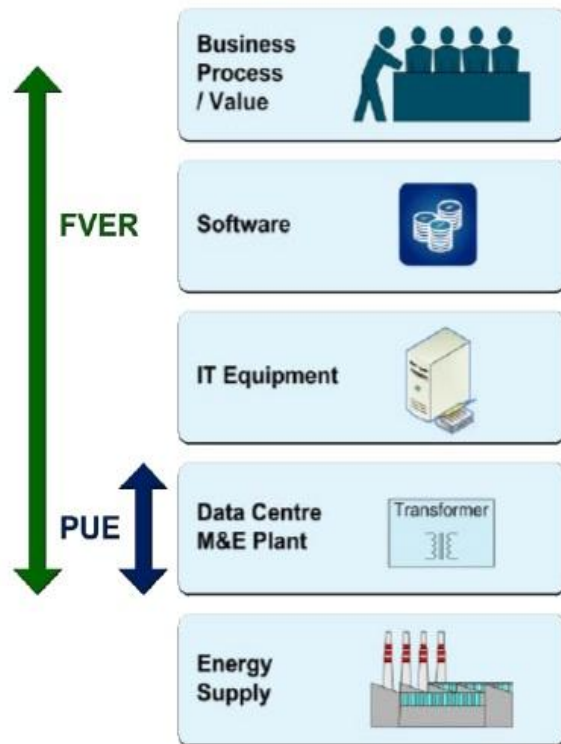 Business
Process
/ Value
FVER
Software
IT Equipment
PUE
Data Centre
M&E Plant
Transformer
Energy
Supply